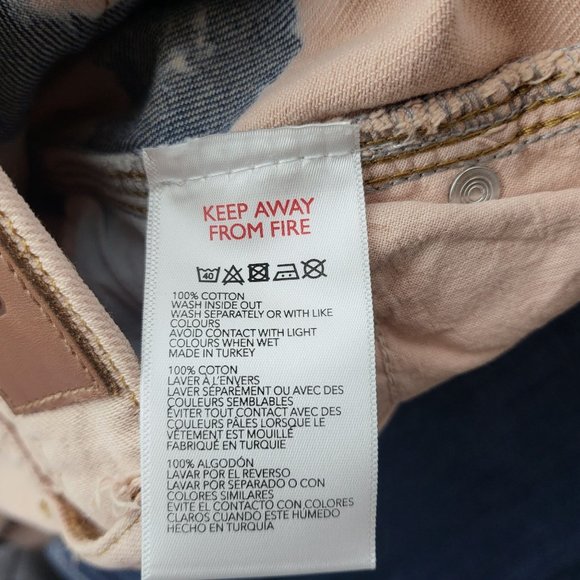 KEEP AWAY
FROM FIRE
40
100% COTTON
WASH INSIDE OUT
WASH SEPARATELY OR WITH LIKE
COLOURS
AVOID CONTACT WITH LIGHT
COLOURS WHEN WET
MADE IN TURKEY
100% COTON
LAVER À L'ENVERS
LAVER SÉPARÉMENT OU AVEC DES
COULEURS SEMBLABLES
ÉVITER TOUT CONTACT AVEC DES
COULEURS PÂLES LORSQUE LE
VÊTEMENT EST MOUILLÉ
FABRIQUÉ EN TURQUIE
100% ALGODÓN
LAVAR POR EL REVERSO
LAVAR POR SEPARADO O CON
COLORES SIMILARES
EVITE EL CONTACTO CON COLORES
CLAROS CUANDO ESTE HÚMEDO
HECHO EN TURQUÍA